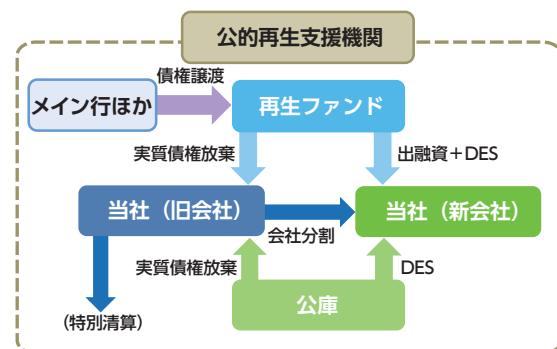 公的再生支援機関
債権譲渡
メイン行ほか
再生ファンド
実質債権放棄
出融資＋DES
当社（旧会社）
当社（新会社）
会社分割
実質債権放棄
DES
公庫
（特別清算）